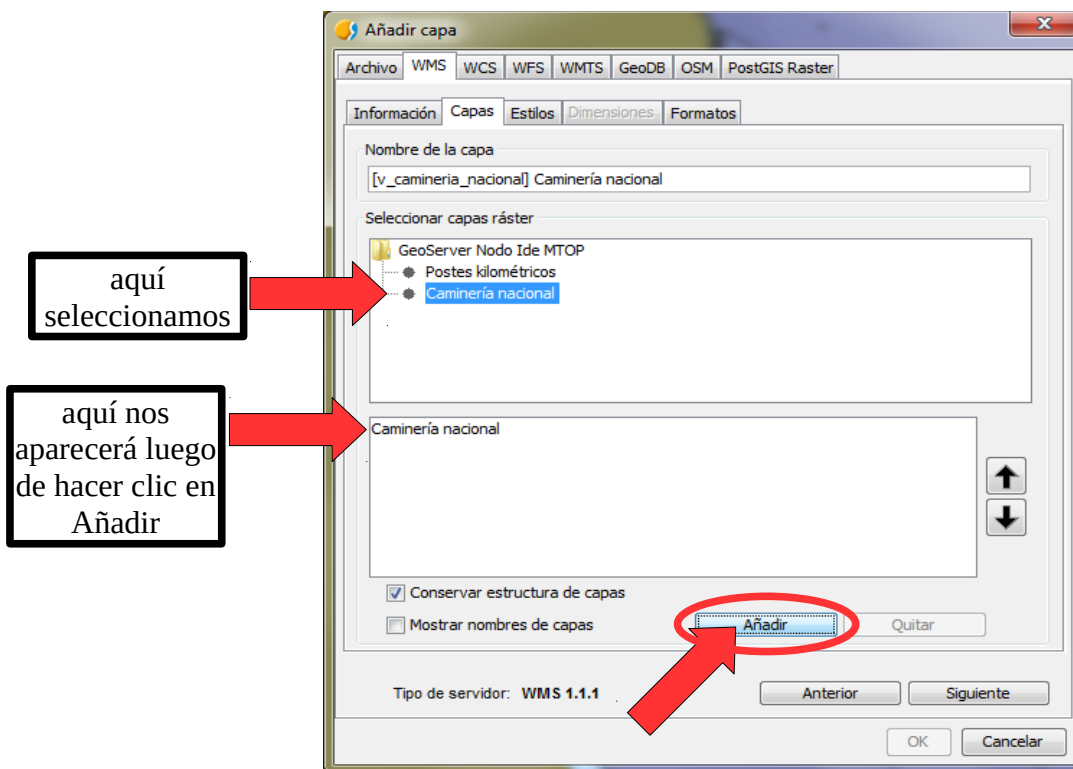 Añadir capa
x
Archivo WMS WCS WFS WMTS GeoDB OSM PostGIS Raster
Información Capas Estilos Dimensiones Formatos
Nombre de la capa
[v_camineria_nacional] Caminería nacional
Seleccionar capas ráster
GeoServer Nodo Ide MTOP
Postes kilométricos
Caminería nacional
aquí
seleccionamos
aquí nos
aparecerá luego
de hacer clic en
Añadir
Caminería nacional
Conservar estructura de capas
Mostrar nombres de capas Añadir Quitar
Tipo de servidor: WMS 1.1.1 Anterior Siguiente
OK Cancelar